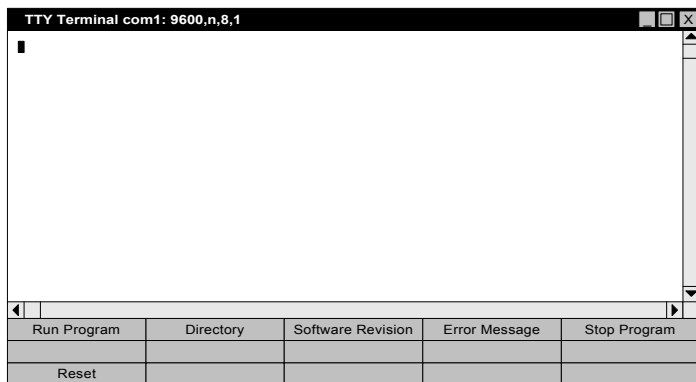 TTY Terminal com1: 9600,n,8,1
X
Run Program Directory Software Revision Error Message Stop Program
Reset